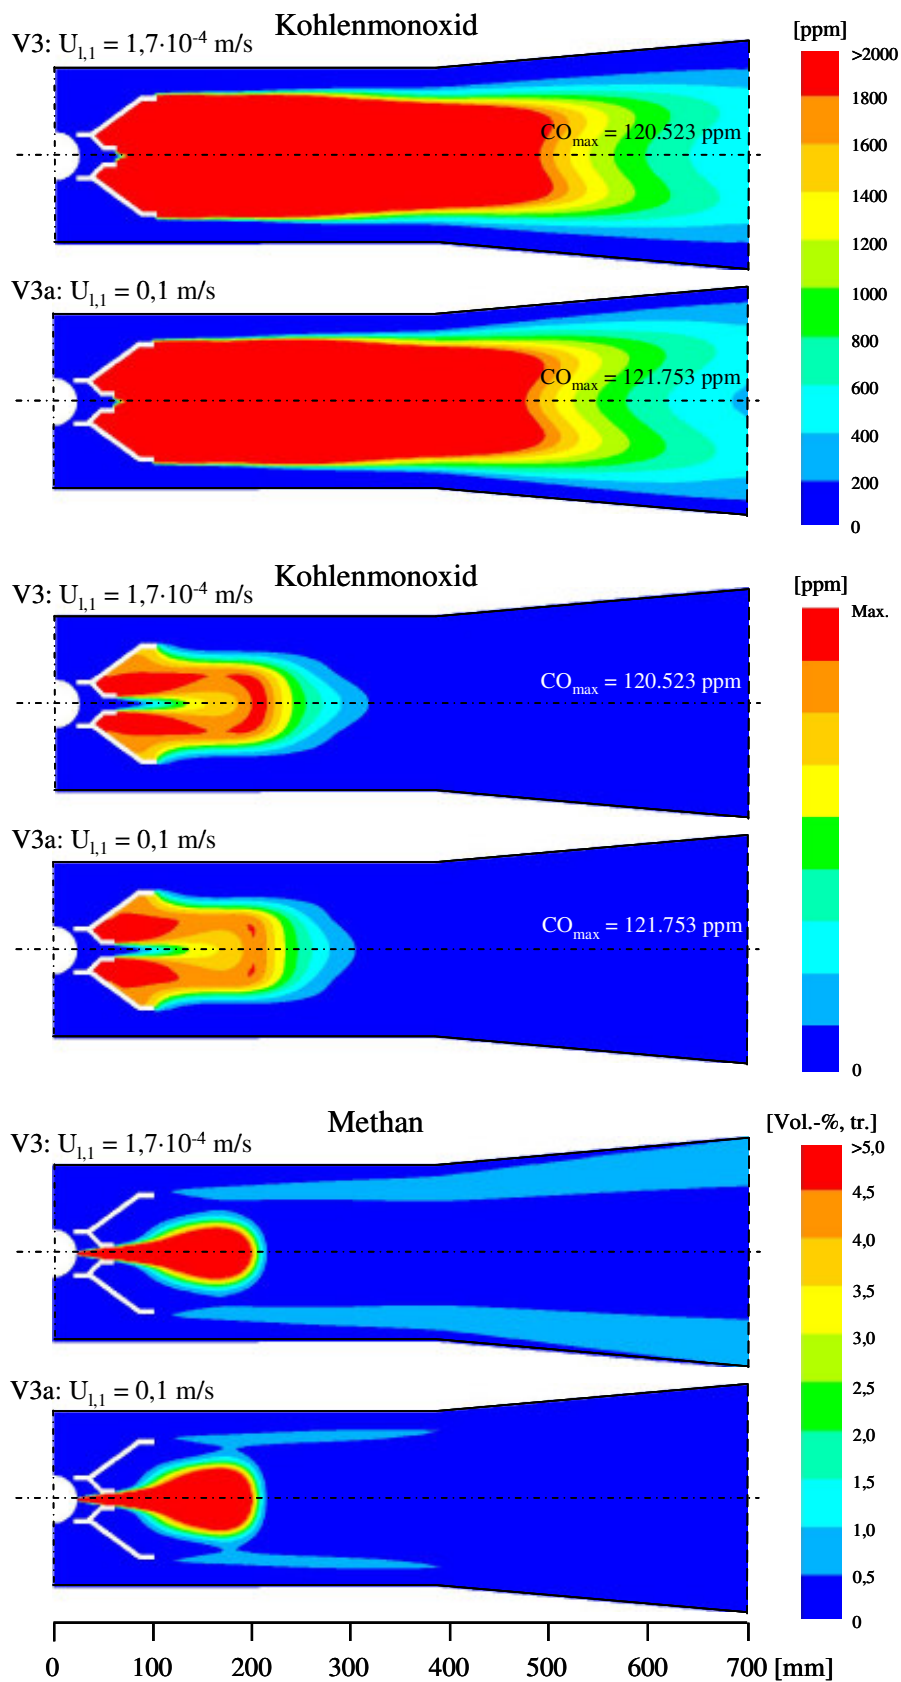 Kohlenmonoxid
[ppm]
V3: U_l,1 = 1,7·10^-4 m/s
>2000
1800
CO_max = 120.523 ppm
1600
1400
1200
V3a: U_l,1 = 0,1 m/s
1000
800
CO_max = 121.753 ppm
600
400
200
0
Kohlenmonoxid
[ppm]
V3: U_l,1 = 1,7·10^-4 m/s
Max.
CO_max = 120.523 ppm
V3a: U_l,1 = 0,1 m/s
CO_max = 121.753 ppm
0
Methan
[Vol.-%, tr.]
V3: U_l,1 = 1,7·10^-4 m/s
>5,0
4,5
4,0
3,5
3,0
V3a: U_l,1 = 0,1 m/s
2,5
2,0
1,5
1,0
0,5
0
0 100 200 300 400 500 600 700 [mm]